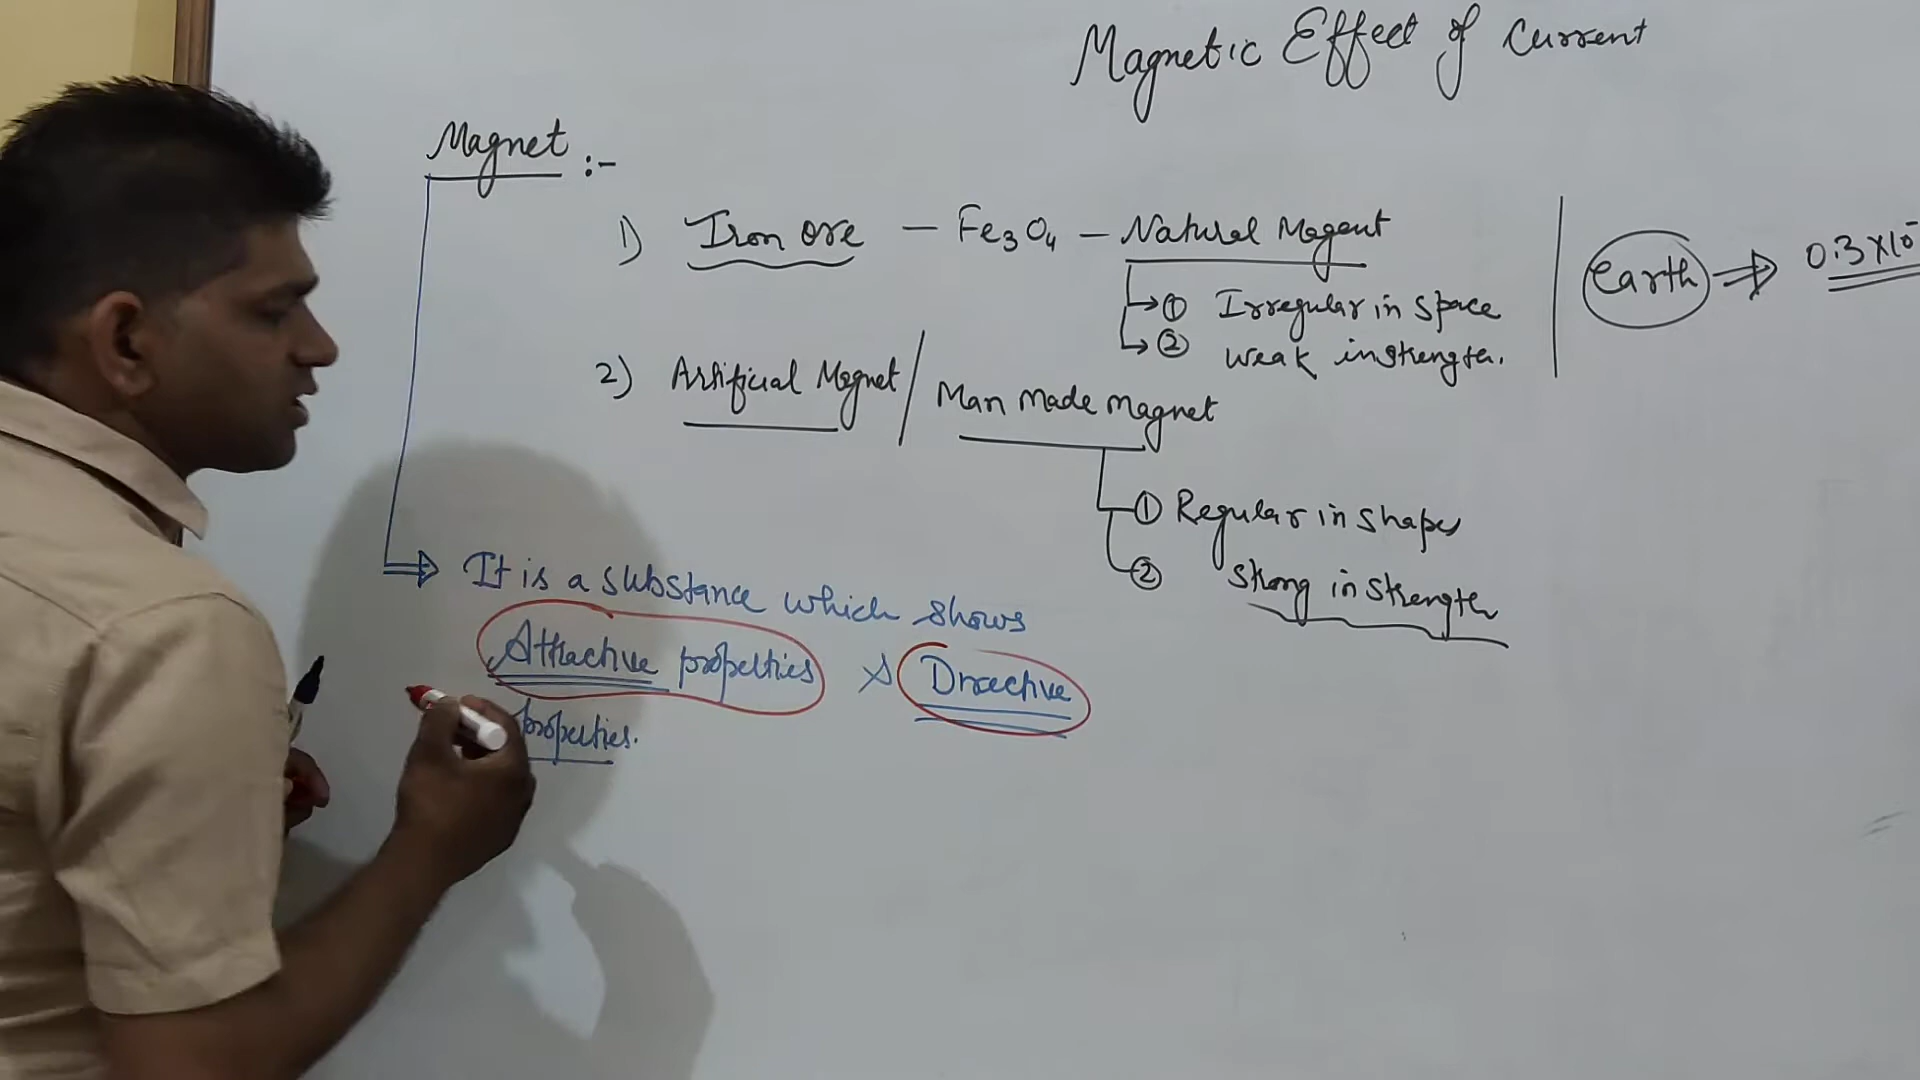 Magnetic Effect of Current
Magnet :-
1) Iron ore — Fe3O4 — Natural Magent
① Irregular in space
② weak in strength.
earth ⇒ 0.3×10⁻
2) Artificial Magnet / Man Made Magnet
① Regular in shape
② Strong in strength
⇒ It is a substance which shows
Attractive properties & Dractive
properties.